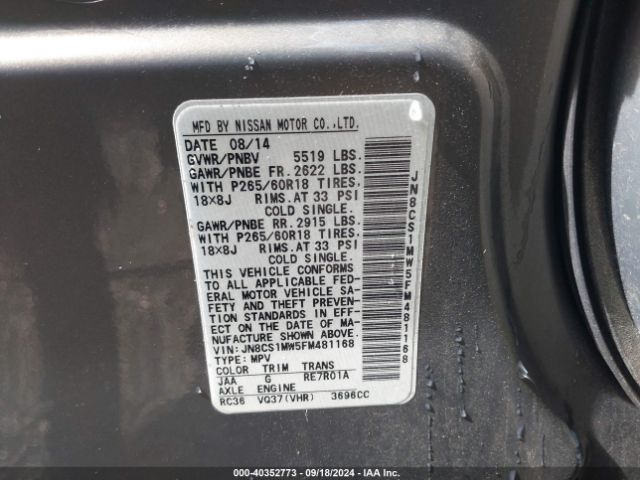 MFD BY NISSAN MOTOR CO.,LTD.
DATE 08/14
GVWR/PNBV 5519 LBS.
GAWR/PNBE FR. 2622 LBS.
WITH P265/60R18 TIRES,
18X8J RIMS.AT 33 PSI
COLD SINGLE.
GAWR/PNBE RR. 2915 LBS.
WITH P265/60R18 TIRES,
18X8J RIMS.AT 33 PSI
COLD SINGLE.
THIS VEHICLE CONFORMS
TO ALL APPLICABLE FED-
ERAL MOTOR VEHICLE SA-
FETY AND THEFT PREVEN-
TION STANDARDS IN EFF-
ECT ON THE DATE OF MA-
NUFACTURE SHOWN ABOVE.
VIN: JN8CS1MW5FM481168
TYPE: MPV
COLOR TRIM TRANS
JAA G RE7R01A
AXLE ENGINE
RC36 VQ37(VHR) 3696CC
JN8CS1MW5FM481168
000-40352773 - 09/18/2024 - IAA Inc.